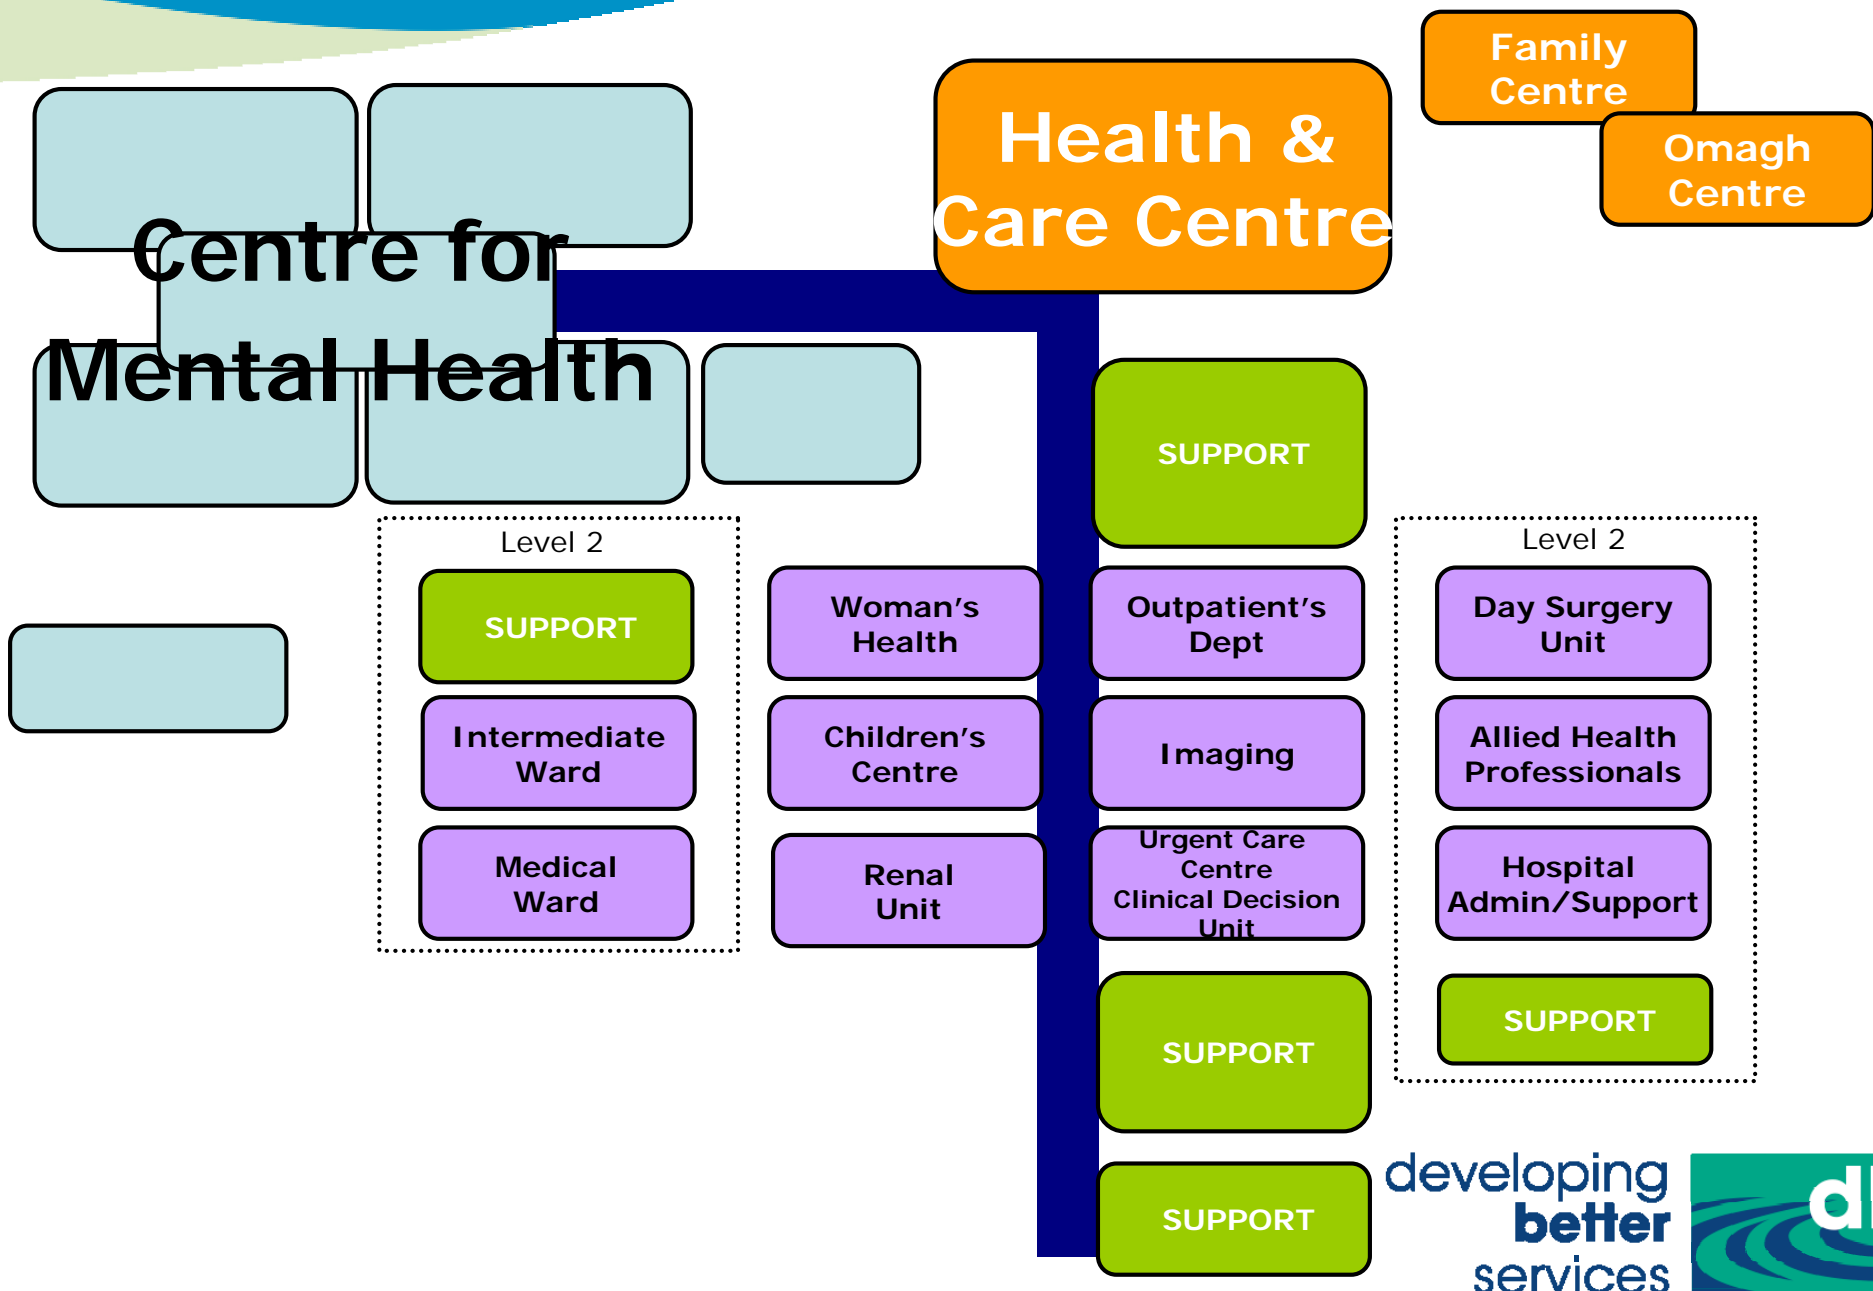 Family
Centre
Health &
Care Centre
Omagh
Centre
Centre for
Mental Health
SUPPORT
Level 2
SUPPORT
Intermediate
Ward
Medical
Ward
Woman’s
Health
Children’s
Centre
Renal
Unit
Outpatient’s
Dept
Imaging
Urgent Care
Centre
Clinical Decision
Unit
Level 2
Day Surgery
Unit
Allied Health
Professionals
Hospital
Admin/Support
SUPPORT
SUPPORT
SUPPORT
developing
better
services